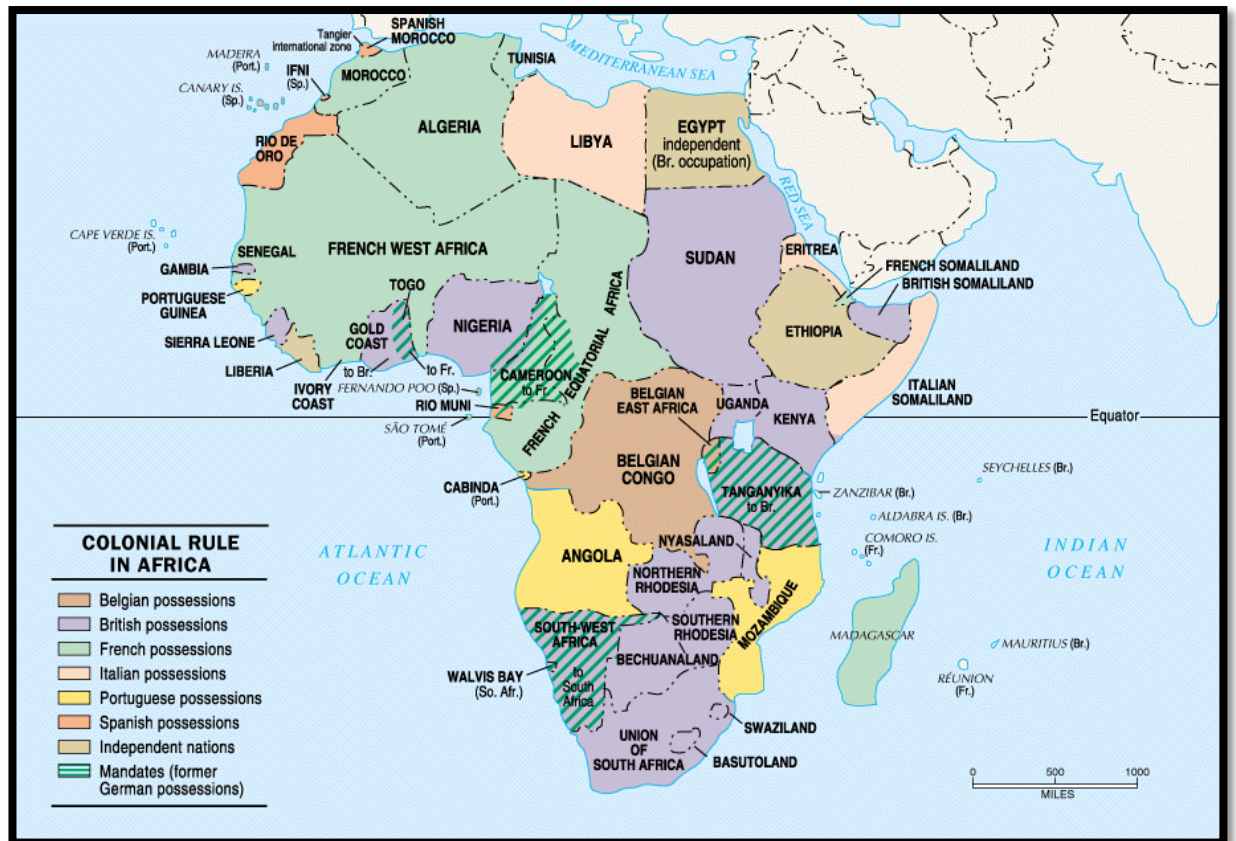 SPANISH
MOROCCO
Tangier
international zone
MADEIRA
(Port.)
IFNI
(Sp.)
MOROCCO
TUNISIA
MEDITERRANEAN SEA
CANARY IS.
(Sp.)
ALGERIA
LIBYA
EGYPT
independent
(Br. occupation)
RIO DE
ORO
RED SEA
CAPE VERDE IS.
(Port.)
SENEGAL
FRENCH WEST AFRICA
SUDAN
ERITREA
GAMBIA
FRENCH SOMALILAND
BRITISH SOMALILAND
PORTUGUESE
GUINEA
TOGO
NIGERIA
GOLD
COAST
ETHIOPIA
SIERRA LEONE
to Br.
to Fr.
LIBERIA
IVORY
COAST
FERNANDO POO (Sp.)
CAMEROON
to Fr.
FRENCH EQUATORIAL AFRICA
BELGIAN
EAST AFRICA
UGANDA
KENYA
ITALIAN
SOMALILAND
RIO MUNI
SÃO TOMÉ
(Port.)
Equator
BELGIAN
CONGO
CABINDA
(Port.)
TANGANYIKA
to Br.
SEYCHELLES (Br.)
ZANZIBAR (Br.)
ALDABRA IS. (Br.)
COMORO IS.
(Fr.)
ATLANTIC
OCEAN
ANGOLA
NYASALAND
NORTHERN
RHODESIA
MOZAMBIQUE
INDIAN
OCEAN
SOUTH-WEST
AFRICA
to
South
Africa
SOUTHERN
RHODESIA
MADAGASCAR
MAURITIUS (Br.)
RÉUNION
(Fr.)
WALVIS BAY
(So. Afr.)
BECHUANALAND
SWAZILAND
UNION
OF
SOUTH AFRICA
BASUTOLAND
COLONIAL RULE
IN AFRICA
Belgian possessions
British possessions
French possessions
Italian possessions
Portuguese possessions
Spanish possessions
Independent nations
Mandates (former
German possessions)
0 500 1000
MILES